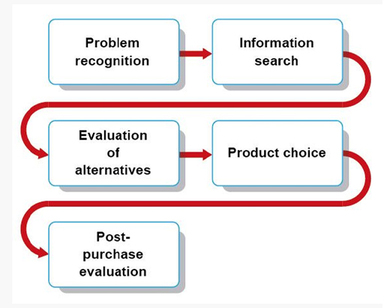 Problem
recognition
Information
search
Evaluation
of
alternatives
Product choice
Post-
purchase
evaluation